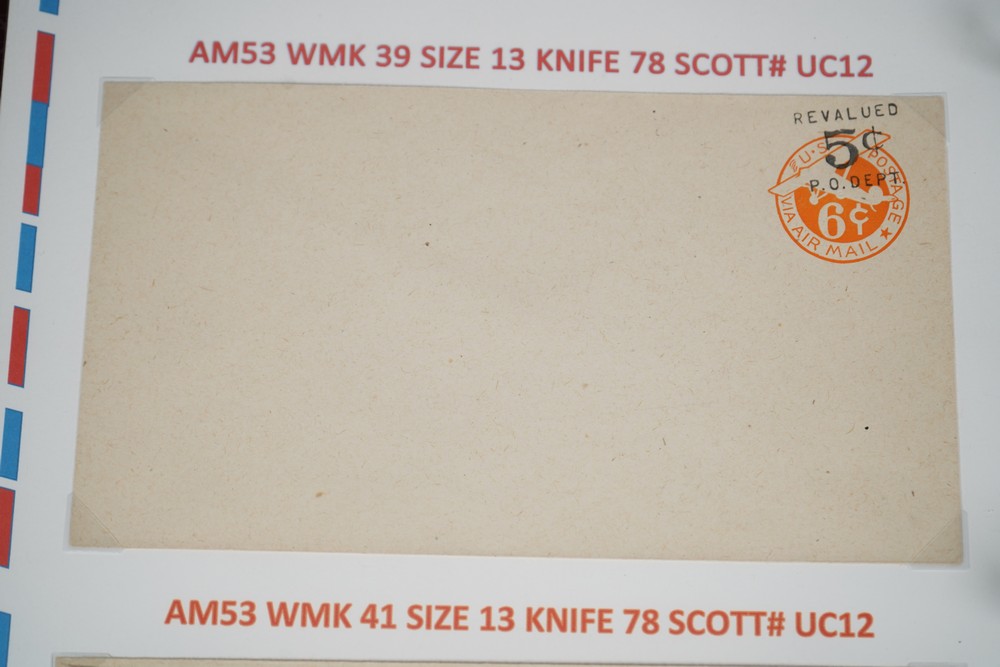 AM53 WMK 39 SIZE 13 KNIFE 78 SCOTT# UC12
REVALUED
5¢
P.O. DEPT
U·S POSTAGE
6¢
VIA AIR MAIL
AM53 WMK 41 SIZE 13 KNIFE 78 SCOTT# UC12